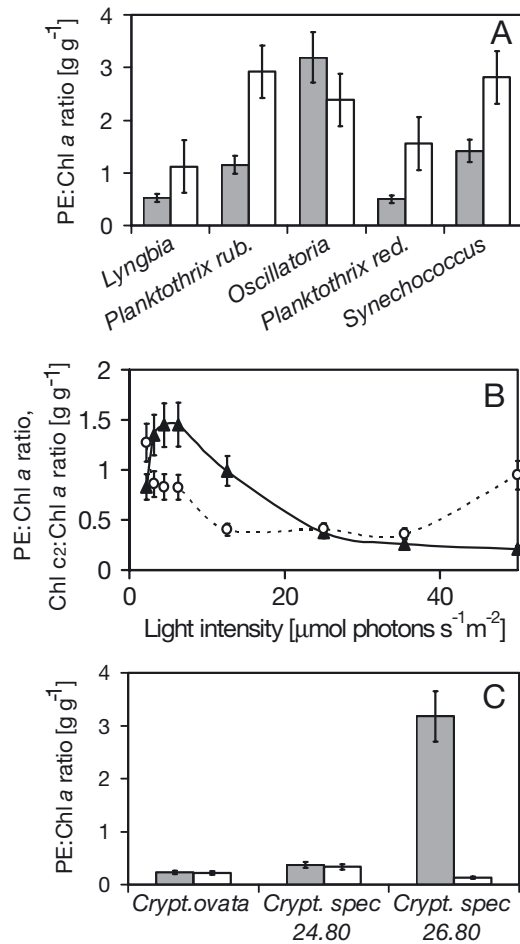 A
PE:Chl a ratio [g g⁻¹]
4
3
2
1
0
Lyngbia
Planktothrix rub.
Oscillatoria
Planktothrix red.
Synechococcus
B
PE:Chl a ratio,
Chl c2:Chl a ratio [g g⁻¹]
2
1.5
1
0.5
0
0 20 40
Light intensity [μmol photons s⁻¹m⁻²]
C
PE:Chl a ratio [g g⁻¹]
4
3
2
1
0
Crypt.ovata Crypt. spec Crypt. spec
24.80 26.80